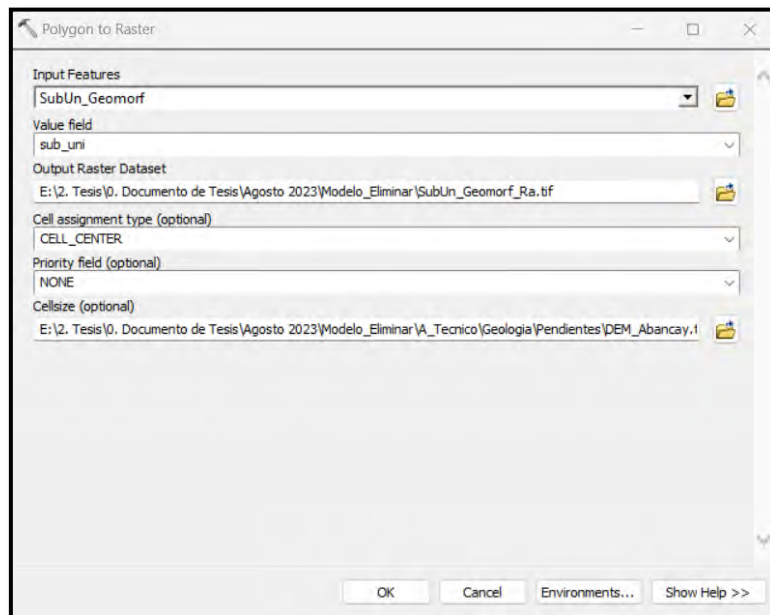 Polygon to Raster
Input Features
SubUn_Geomorf
Value field
sub_uni
Output Raster Dataset
E:\2. Tesis\0. Documento de Tesis\Agosto 2023\Modelo_Eliminar\SubUn_Geomorf_Ra.tif
Cell assignment type (optional)
CELL_CENTER
Priority field (optional)
NONE
Cellsize (optional)
E:\2. Tesis\0. Documento de Tesis\Agosto 2023\Modelo_Eliminar\A_Tecnico\Geologia\Pendientes\DEM_Abancay.t
OK Cancel Environments... Show Help >>